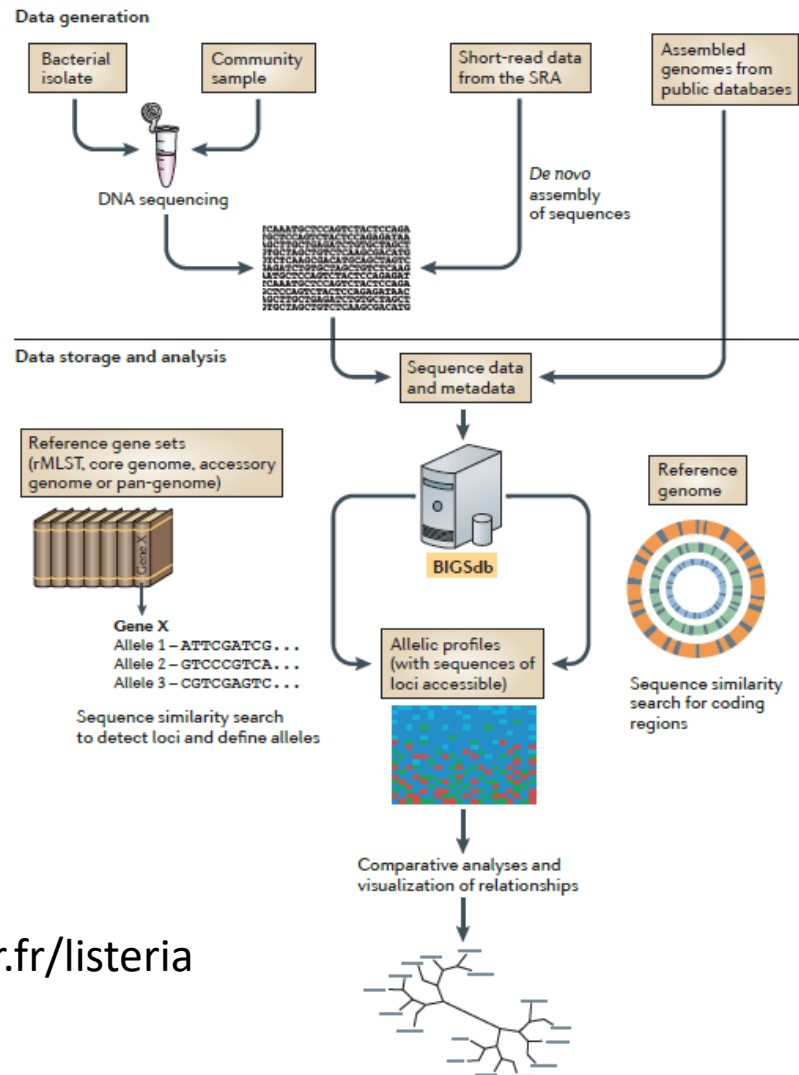 Data generation
Bacterial
isolate
Community
sample
Short-read data
from the SRA
Assembled
genomes from
public databases
DNA sequencing
De novo
assembly
of sequences
Data storage and analysis
Sequence data
and metadata
Reference gene sets
(rMLST, core genome, accessory
genome or pan-genome)
Gene X
BIGSdb
Reference
genome
Gene X
Allele 1 – ATTCGATCG...
Allele 2 – GTCCCGTCA...
Allele 3 – CGTCGAGTC...
Sequence similarity search
to detect loci and define alleles
Allelic profiles
(with sequences of
loci accessible)
Sequence similarity
search for coding
regions
Comparative analyses and
visualization of relationships
r.fr/listeria